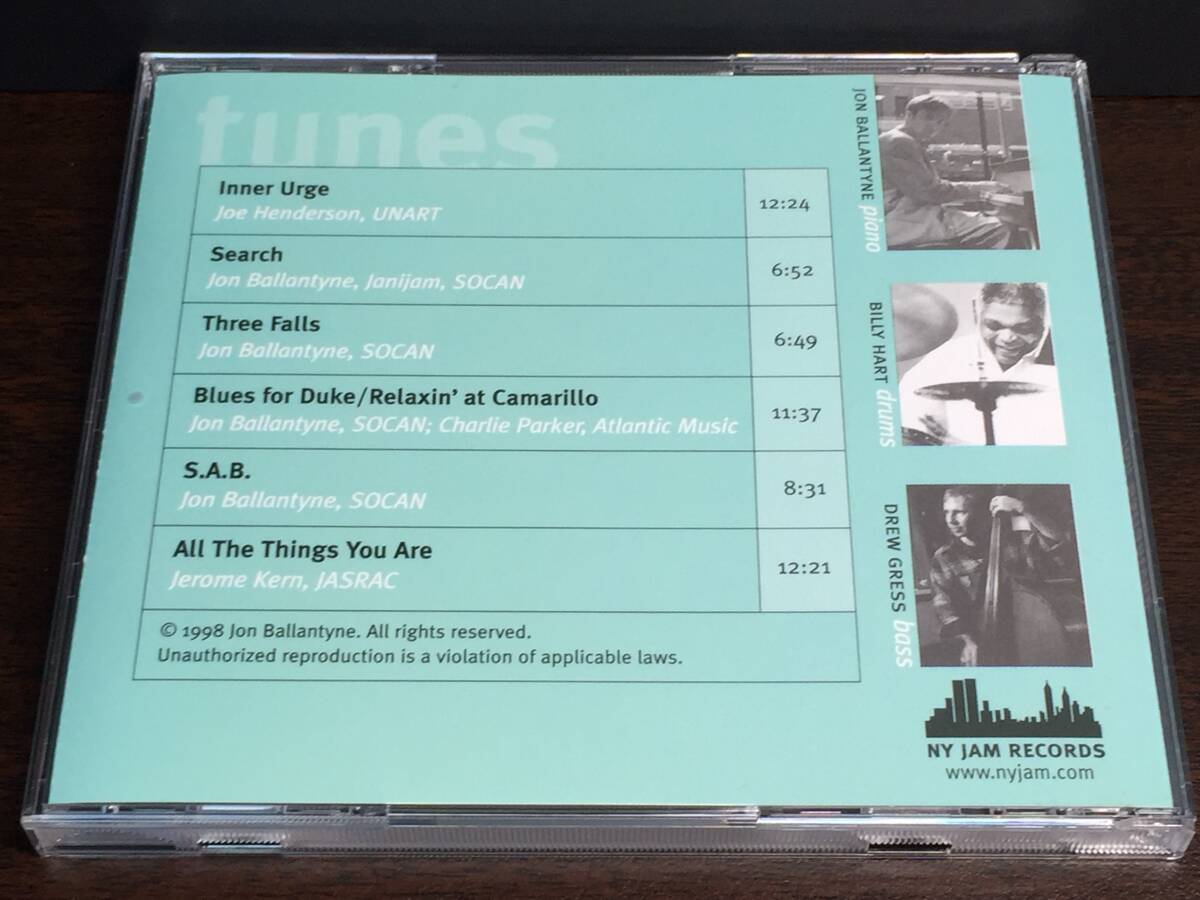 tunes
Inner Urge
Joe Henderson, UNART
12:24
Search
Jon Ballantyne, Janijam, SOCAN
6:52
Three Falls
Jon Ballantyne, SOCAN
6:49
Blues for Duke/Relaxin' at Camarillo
Jon Ballantyne, SOCAN; Charlie Parker, Atlantic Music
11:37
S.A.B.
Jon Ballantyne, SOCAN
8:31
All The Things You Are
Jerome Kern, JASRAC
12:21
© 1998 Jon Ballantyne. All rights reserved.
Unauthorized reproduction is a violation of applicable laws.
JON BALLANTYNE piano
BILLY HART drums
DREW GRESS bass
NY JAM RECORDS
www.nyjam.com